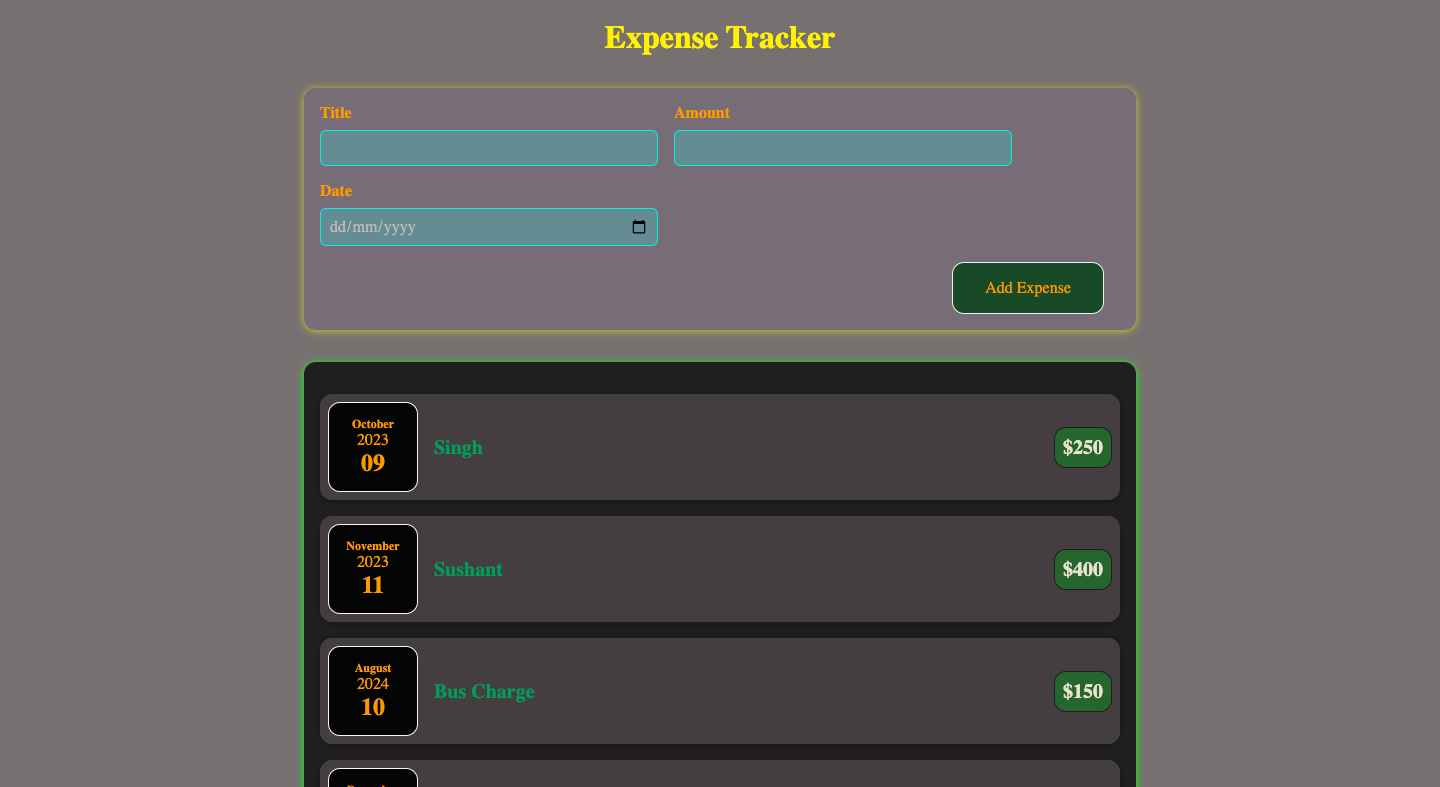 Expense Tracker
Title
Amount
Date
dd/mm/yyyy
Add Expense
October
2023
09
Singh
$250
November
2023
11
Sushant
$400
August
2024
10
Bus Charge
$150